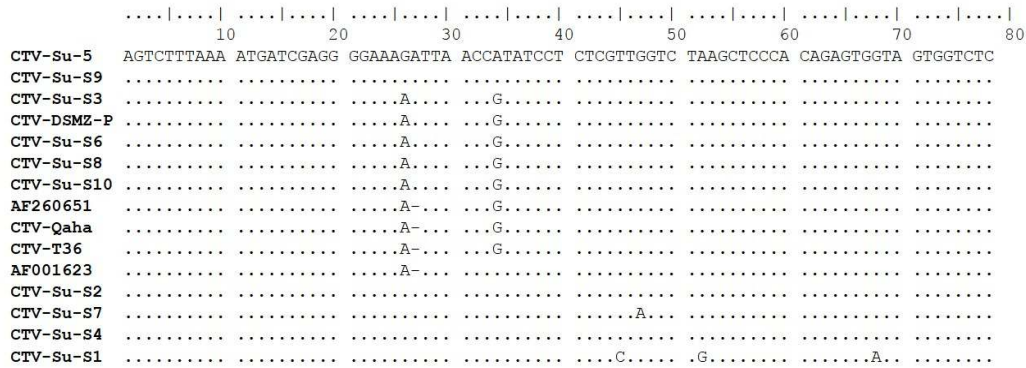 ....|....| ....|....| ....|....| ....|....| ....|....| ....|....| ....|....| ....|....|
10 20 30 40 50 60 70 80
CTV-Su-5 AGTCTTTAAA ATGATCGAGG GGAAAGATTA ACCATATCCT CTCGTTGGTC TAAGCTCCCA CAGAGTGGTA GTGGTCTC
CTV-Su-S9 .......... .......... .......... .......... .......... .......... .......... ........
CTV-Su-S3 .......... .......... .....A.... ...G...... .......... .......... .......... ........
CTV-DSMZ-P .......... .......... .....A.... ...G...... .......... .......... .......... ........
CTV-Su-S6 .......... .......... .....A.... ...G...... .......... .......... .......... ........
CTV-Su-S8 .......... .......... .....A.... ...G...... .......... .......... .......... ........
CTV-Su-S10 .......... .......... .....A.... ...G...... .......... .......... .......... ........
AF260651 .......... .......... .....A-... ...G...... .......... .......... .......... ........
CTV-Qaha .......... .......... .....A-... ...G...... .......... .......... .......... ........
CTV-T36 .......... .......... .....A-... ...G...... .......... .......... .......... ........
AF001623 .......... .......... .....A-... .......... .......... .......... .......... ........
CTV-Su-S2 .......... .......... .......... .......... .......... .......... .......... ........
CTV-Su-S7 .......... .......... .......... .......... ......A... .......... .......... ........
CTV-Su-S4 .......... .......... .......... .......... .......... .......... .......... ........
CTV-Su-S1 .......... .......... .......... .......... ....C..... .G........ .......A.. ........